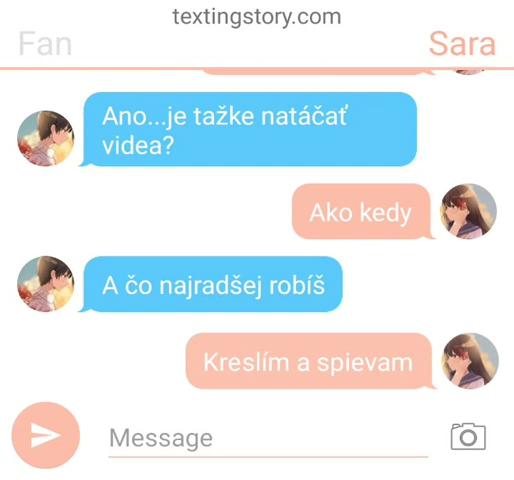 textingstory.com
Fan
Sara
Ano...je tažke natáčať
videa?
Ako kedy
A čo najradšej robíš
Kreslím a spievam
Message